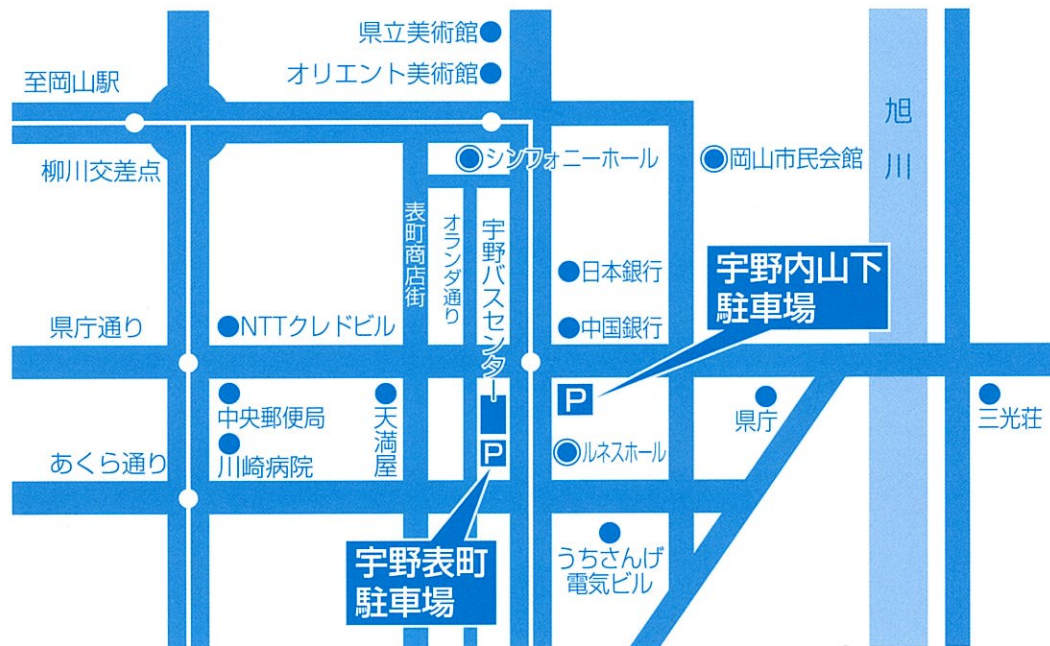 県立美術館
オリエント美術館
至岡山駅
柳川交差点
シンフォニーホール
岡山市民会館
旭川
表町商店街
オランダ通り
宇野バスセンター
日本銀行
中国銀行
宇野内山下
駐車場
県庁通り
NTTクレドビル
中央郵便局
川崎病院
天満屋
P
P
ルネスホール
県庁
三光荘
あくら通り
宇野表町
駐車場
うちさんげ
電気ビル